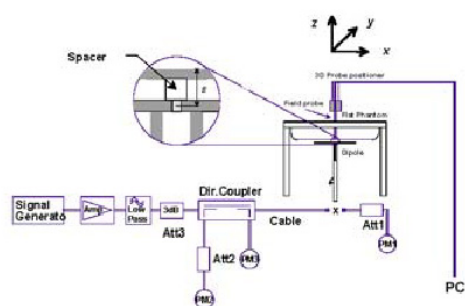 z
y
x
Spacer
s
3D Probe positioner
Field probe
Flat Phantom
Dipole
Dir.Coupler
Signal
Generato
Amp
Low
Pass
3dB
Att3
Cable
x
Att1
PM1
Att2
PM3
PM2
PC